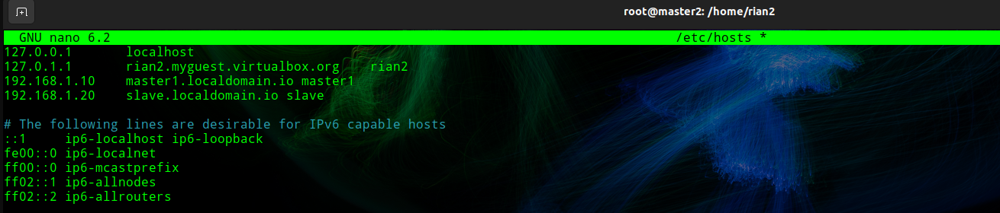 root@master2: /home/rian2
GNU nano 6.2 /etc/hosts *
127.0.0.1 localhost
127.0.1.1 rian2.myguest.virtualbox.org rian2
192.168.1.10 master1.localdomain.io master1
192.168.1.20 slave.localdomain.io slave
# The following lines are desirable for IPv6 capable hosts
::1 ip6-localhost ip6-loopback
fe00::0 ip6-localnet
ff00::0 ip6-mcastprefix
ff02::1 ip6-allnodes
ff02::2 ip6-allrouters